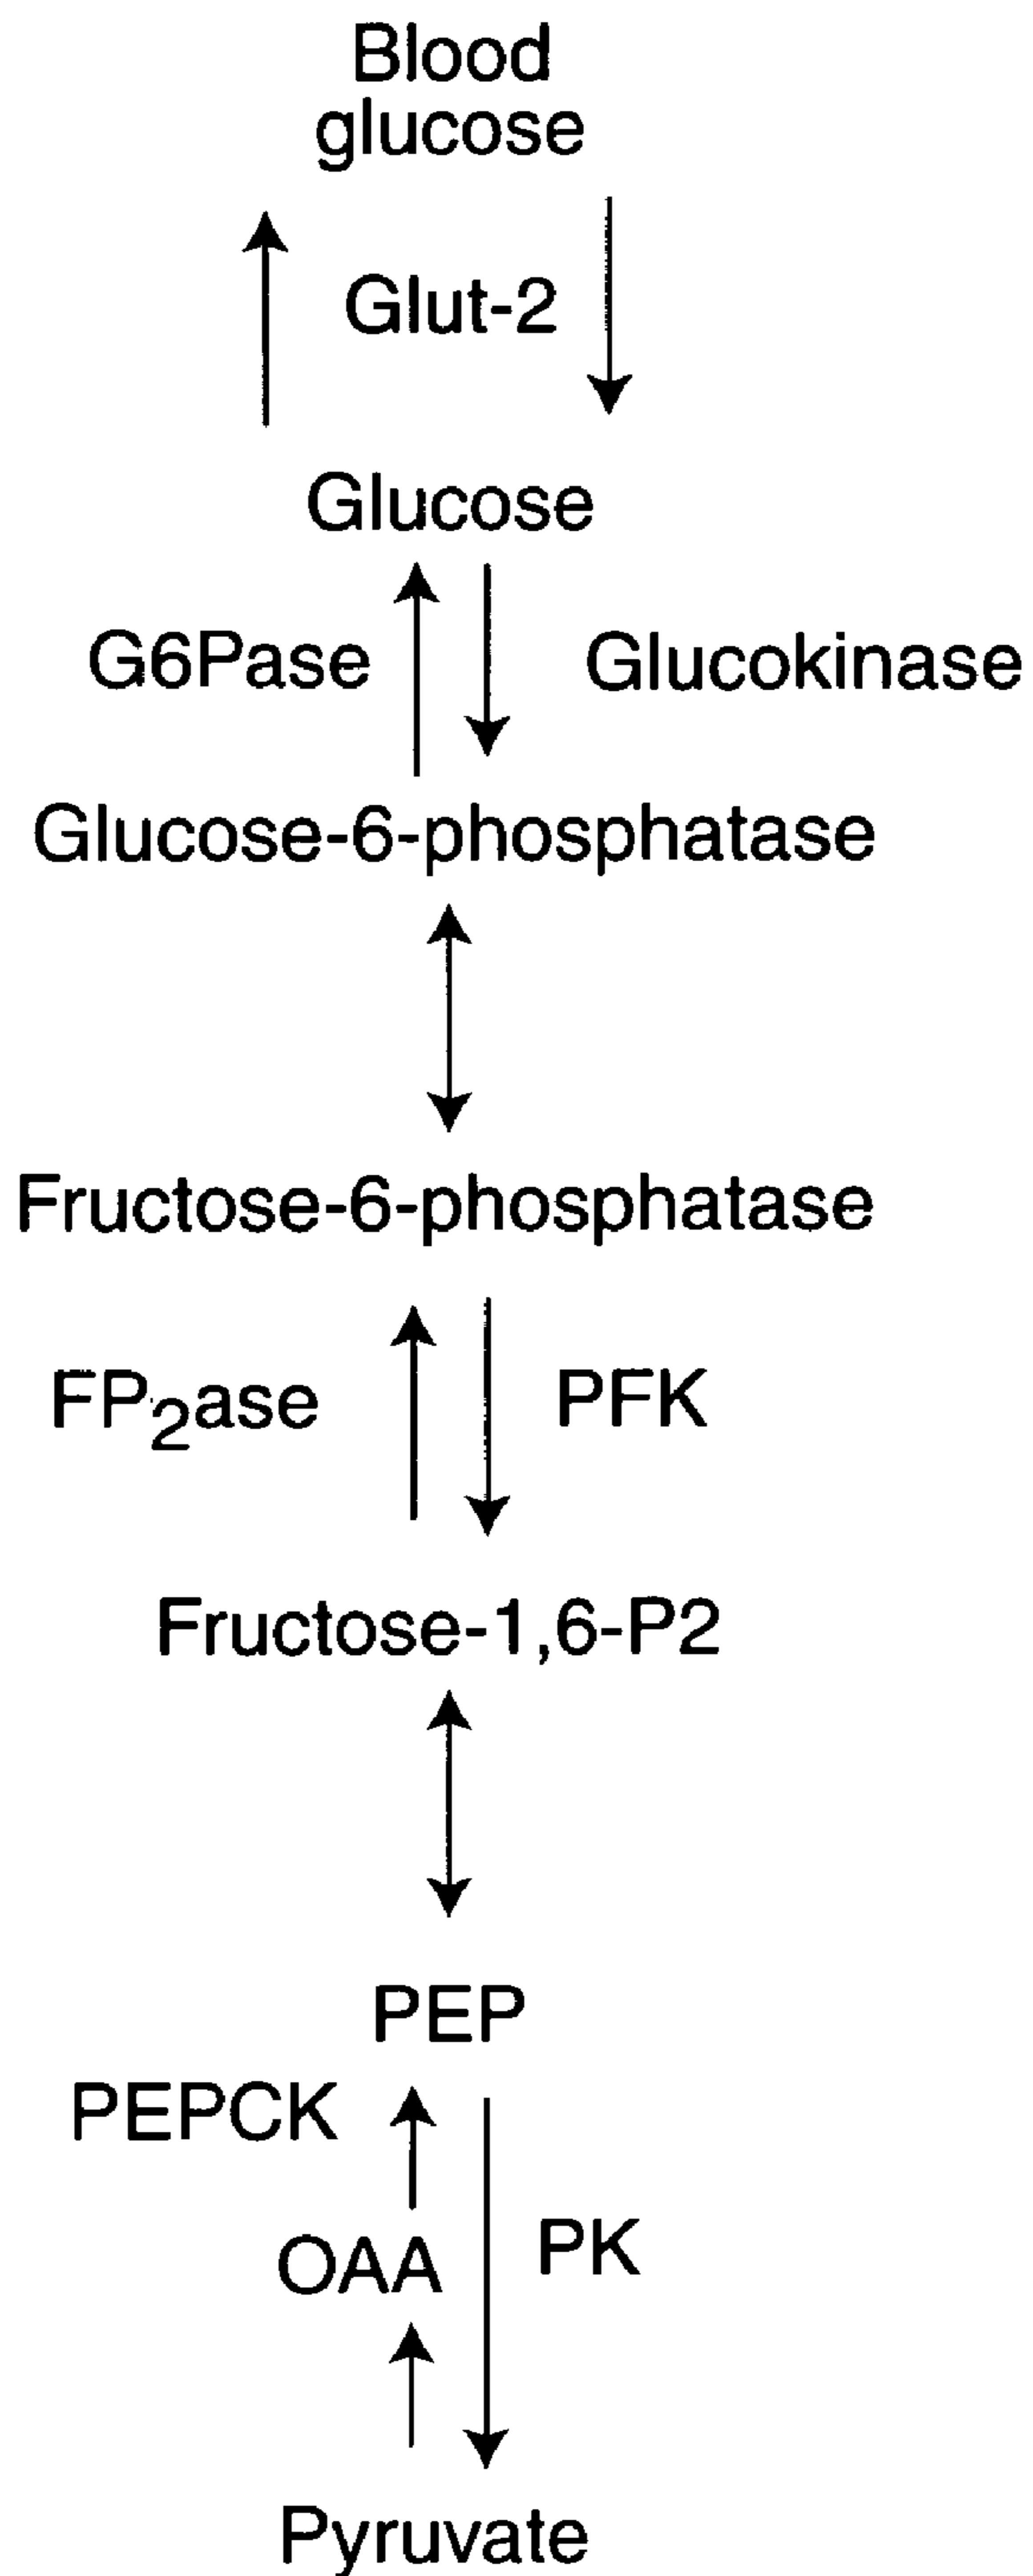 Blood
glucose
Glut-2
Glucose
G6Pase
Glucokinase
Glucose-6-phosphatase
Fructose-6-phosphatase
FP2ase
PFK
Fructose-1,6-P2
PEP
PEPCK
OAA
PK
Pyruvate